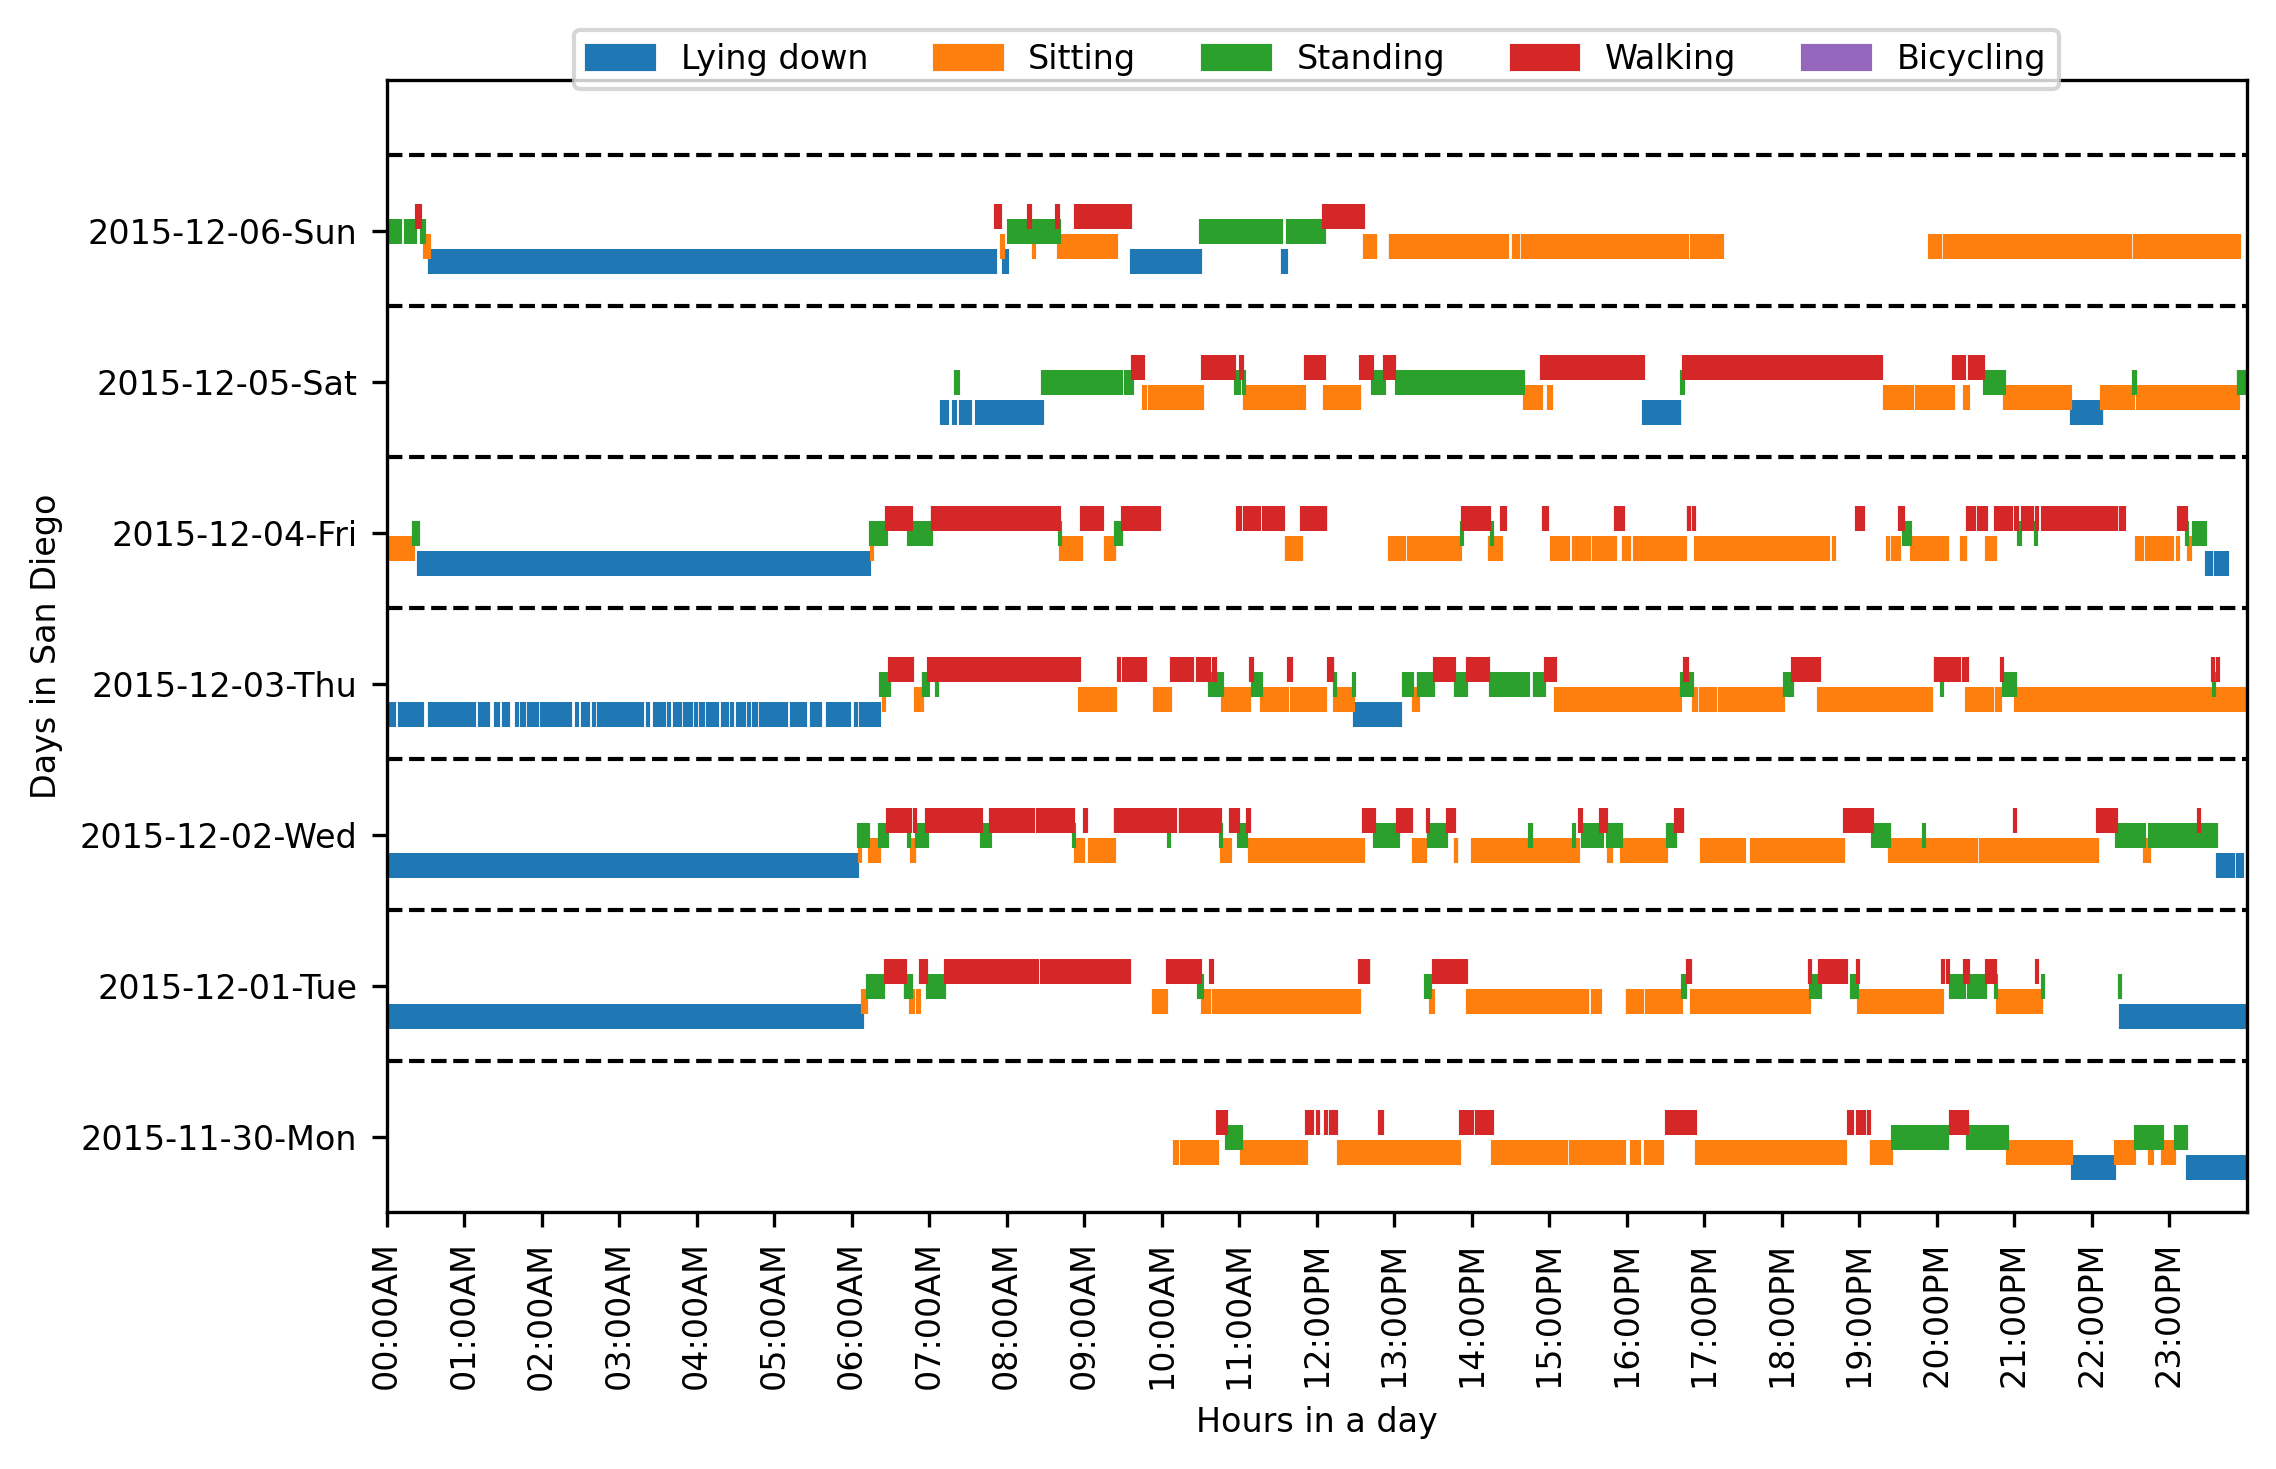 Lying down Sitting Standing Walking Bicycling
Days in San Diego
2015-12-06-Sun
2015-12-05-Sat
2015-12-04-Fri
2015-12-03-Thu
2015-12-02-Wed
2015-12-01-Tue
2015-11-30-Mon
00:00AM 01:00AM 02:00AM 03:00AM 04:00AM 05:00AM 06:00AM 07:00AM 08:00AM 09:00AM 10:00AM 11:00AM 12:00PM 13:00PM 14:00PM 15:00PM 16:00PM 17:00PM 18:00PM 19:00PM 20:00PM 21:00PM 22:00PM 23:00PM
Hours in a day